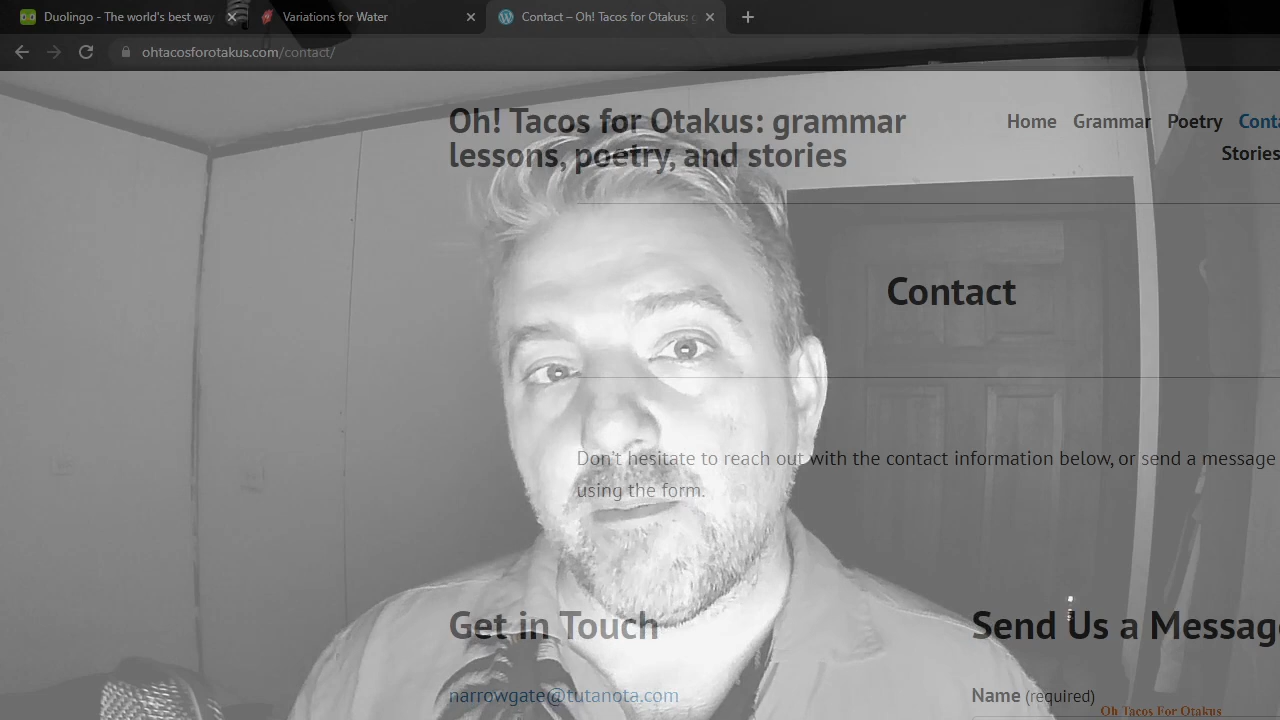 Duolingo - The world's best way
Variations for Water
Contact – Oh! Tacos for Otakus: g
ohtacosforotakus.com/contact/
Oh! Tacos for Otakus: grammar
lessons, poetry, and stories
Home Grammar Poetry Conta
Stories
Contact
Don't hesitate to reach out with the contact information below, or send a message
using the form.
Get in Touch
narrowgate@tutanota.com
Send Us a Messag
Name (required)
Oh Tacos For Otakus